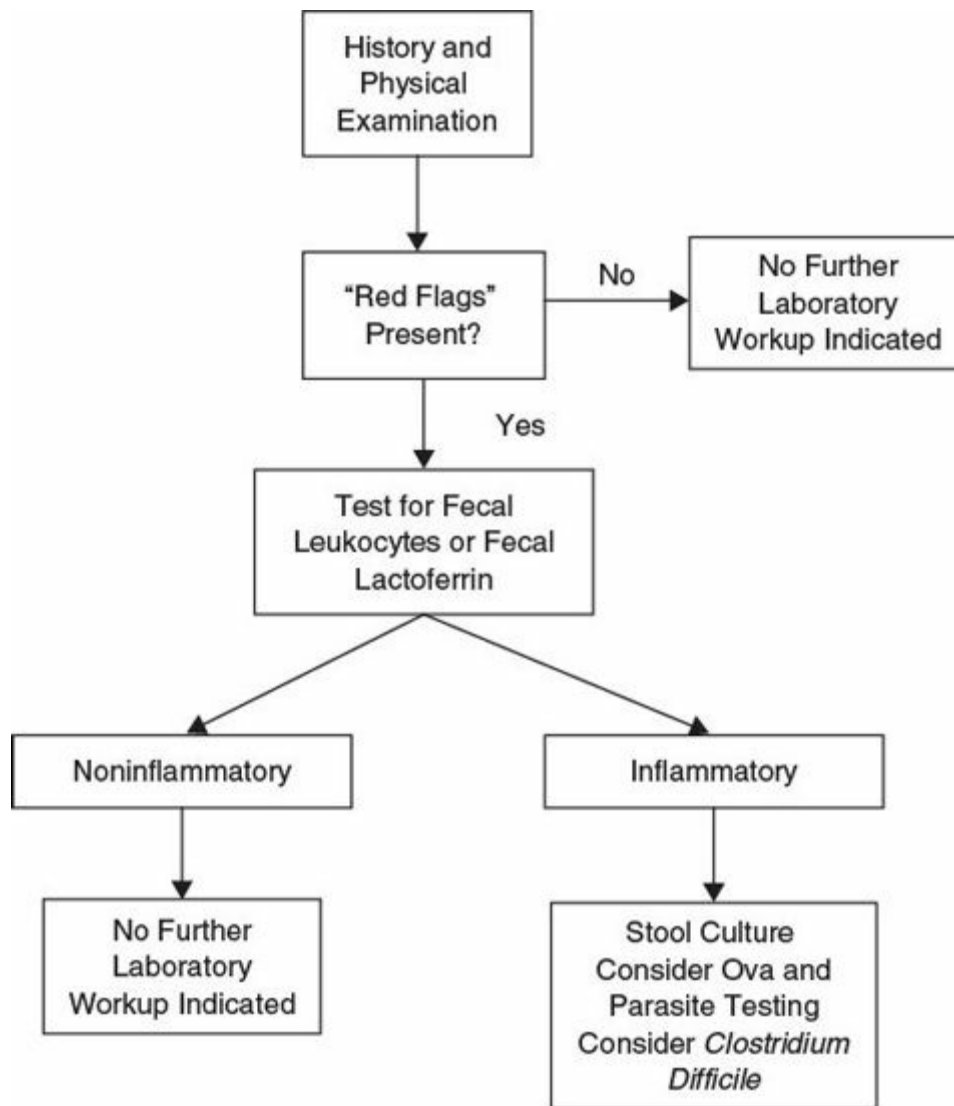 History and
Physical
Examination
“Red Flags”
Present?
No
No Further
Laboratory
Workup Indicated
Yes
Test for Fecal
Leukocytes or Fecal
Lactoferrin
Noninflammatory
Inflammatory
No Further
Laboratory
Workup Indicated
Stool Culture
Consider Ova and
Parasite Testing
Consider Clostridium
Difficile